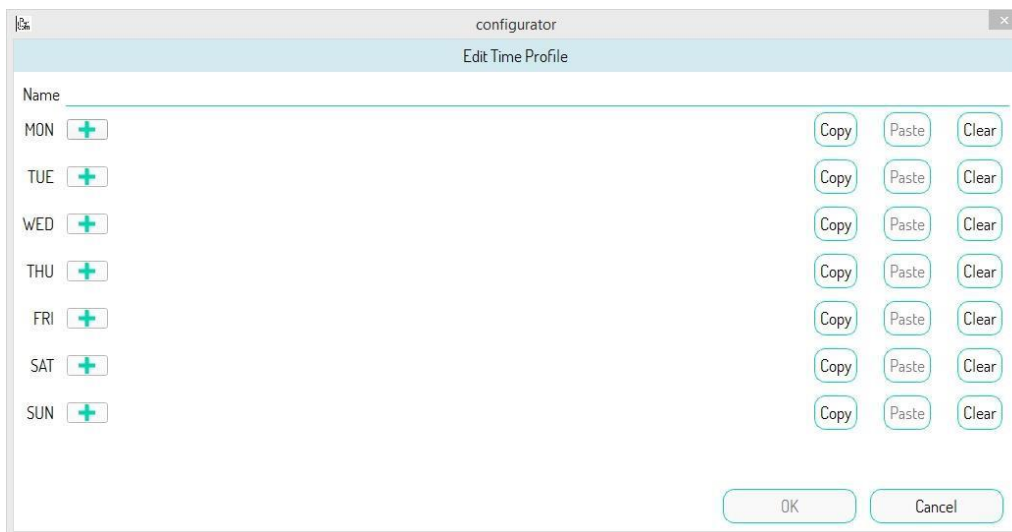 configurator
Edit Time Profile
Name
MON Copy Paste Clear
TUE Copy Paste Clear
WED Copy Paste Clear
THU Copy Paste Clear
FRI Copy Paste Clear
SAT Copy Paste Clear
SUN Copy Paste Clear
OK Cancel